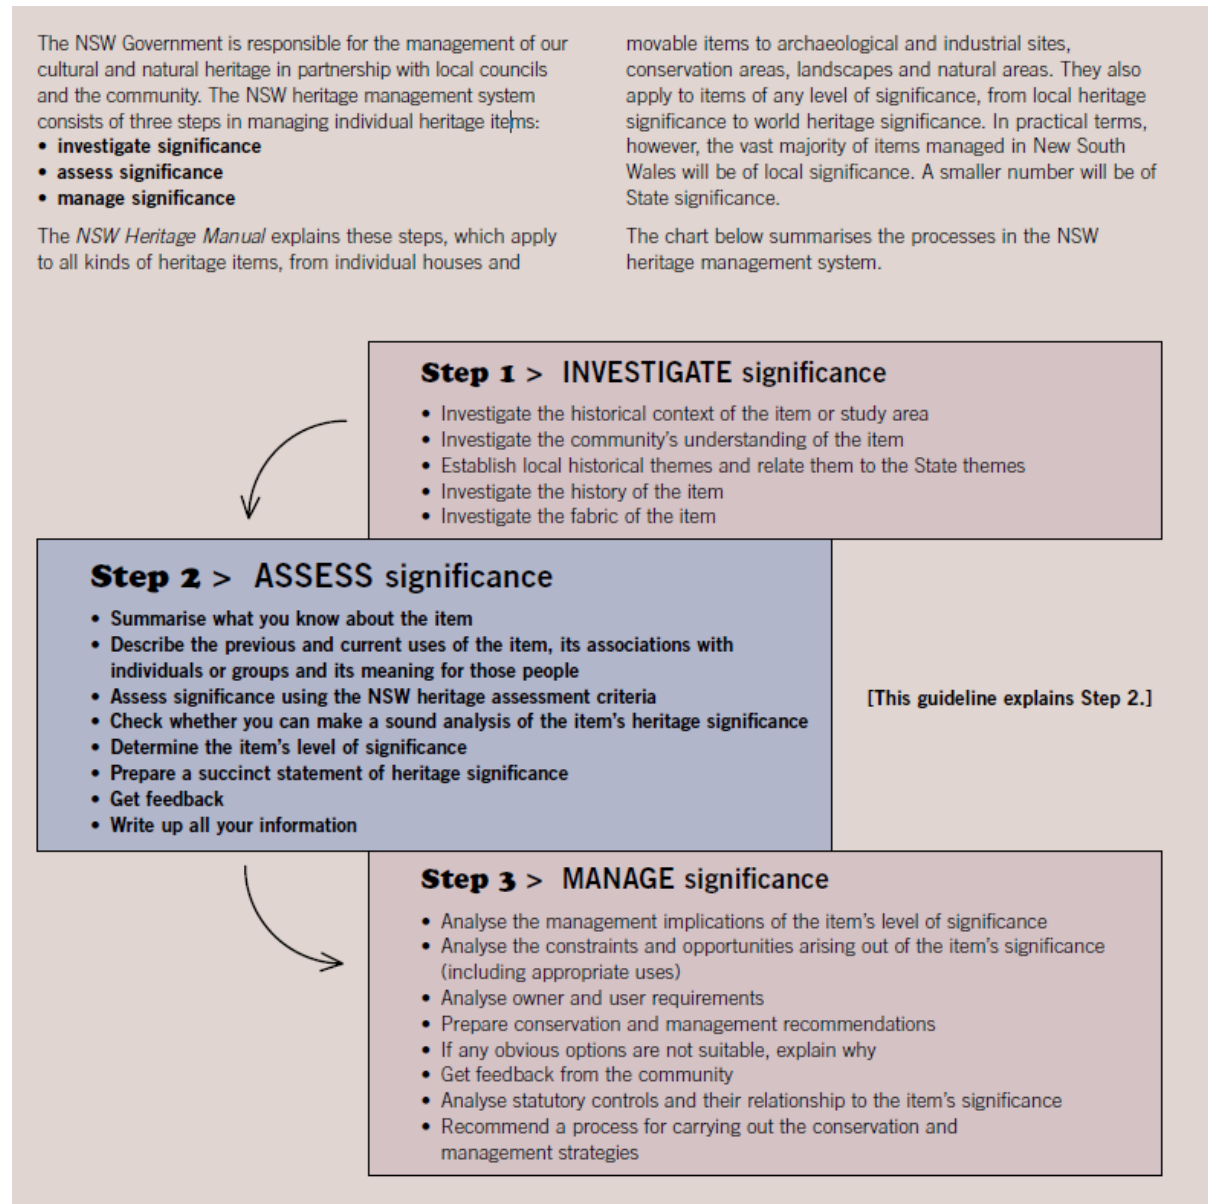 The NSW Government is responsible for the management of our
cultural and natural heritage in partnership with local councils
and the community. The NSW heritage management system
consists of three steps in managing individual heritage items:
• investigate significance
• assess significance
• manage significance
The NSW Heritage Manual explains these steps, which apply
to all kinds of heritage items, from individual houses and
movable items to archaeological and industrial sites,
conservation areas, landscapes and natural areas. They also
apply to items of any level of significance, from local heritage
significance to world heritage significance. In practical terms,
however, the vast majority of items managed in New South
Wales will be of local significance. A smaller number will be of
State significance.
The chart below summarises the processes in the NSW
heritage management system.
Step 1 > INVESTIGATE significance
• Investigate the historical context of the item or study area
• Investigate the community's understanding of the item
• Establish local historical themes and relate them to the State themes
• Investigate the history of the item
• Investigate the fabric of the item
Step 2 > ASSESS significance
• Summarise what you know about the item
• Describe the previous and current uses of the item, its associations with
individuals or groups and its meaning for those people
• Assess significance using the NSW heritage assessment criteria
• Check whether you can make a sound analysis of the item's heritage significance
• Determine the item's level of significance
• Prepare a succinct statement of heritage significance
• Get feedback
• Write up all your information
[This guideline explains Step 2.]
Step 3 > MANAGE significance
• Analyse the management implications of the item's level of significance
• Analyse the constraints and opportunities arising out of the item's significance
(including appropriate uses)
• Analyse owner and user requirements
• Prepare conservation and management recommendations
• If any obvious options are not suitable, explain why
• Get feedback from the community
• Analyse statutory controls and their relationship to the item's significance
• Recommend a process for carrying out the conservation and
management strategies